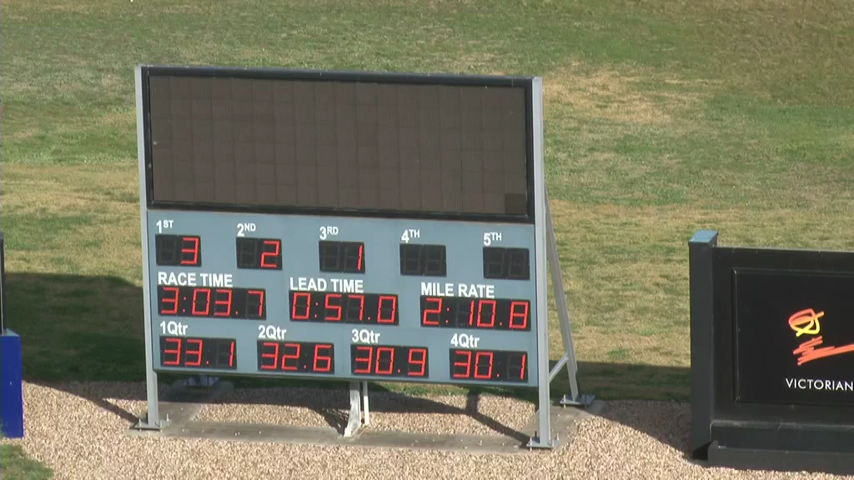 1ST 2ND 3RD 4TH 5TH
3 2 1
RACE TIME LEAD TIME MILE RATE
3:03.7 0:57.0 2:10.8
1Qtr 2Qtr 3Qtr 4Qtr
33.1 32.6 30.9 30.1
VICTORIAN